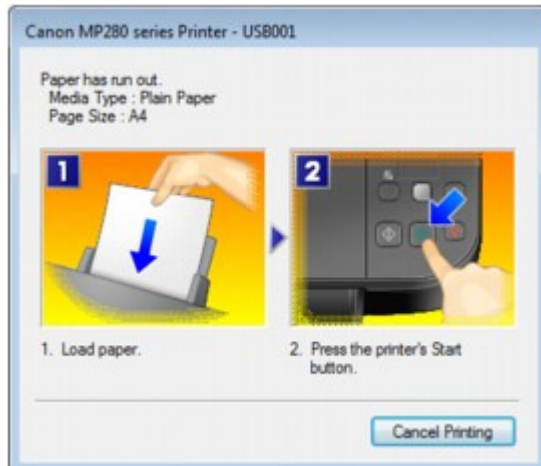 Canon MP280 series Printer - USB001
Paper has run out.
Media Type : Plain Paper
Page Size : A4
1
2
1. Load paper.
2. Press the printer's Start
button.
Cancel Printing